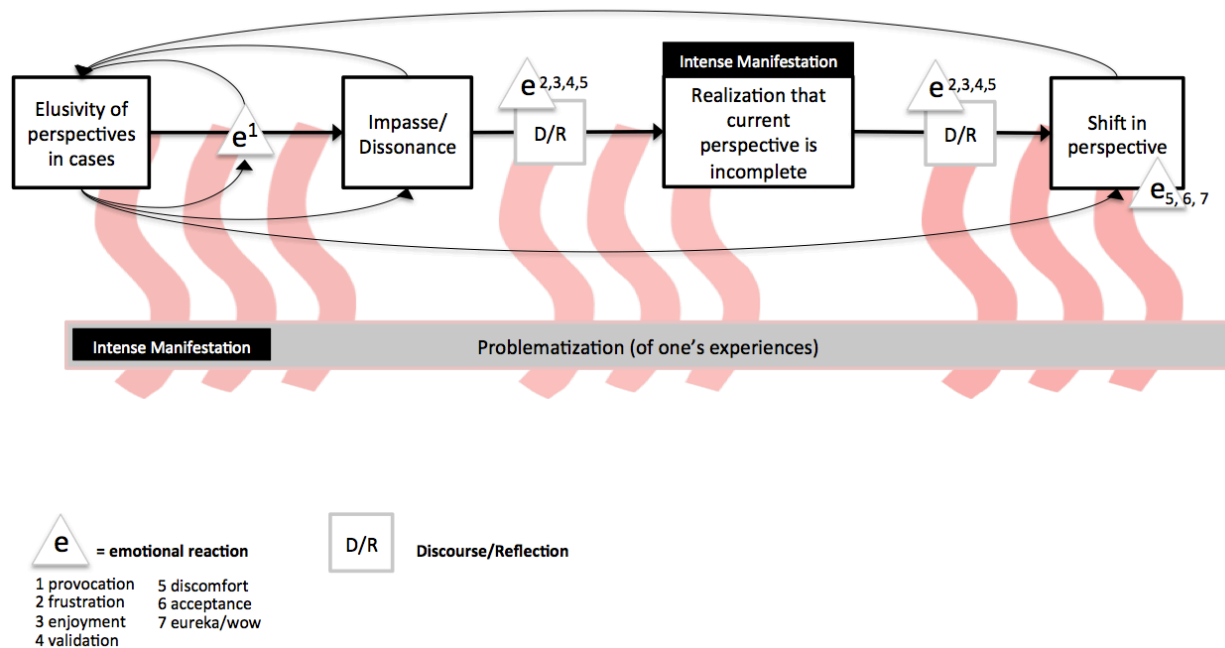 Elusivity of
perspectives
in cases
e1
Impasse/
Dissonance
e2,3,4,5
D/R
Intense Manifestation
Realization that
current
perspective is
incomplete
e2,3,4,5
D/R
Shift in
perspective
e5, 6, 7
Intense Manifestation
Problematization (of one's experiences)
e = emotional reaction
1 provocation
2 frustration
3 enjoyment
4 validation
5 discomfort
6 acceptance
7 eureka/wow
D/R
Discourse/Reflection